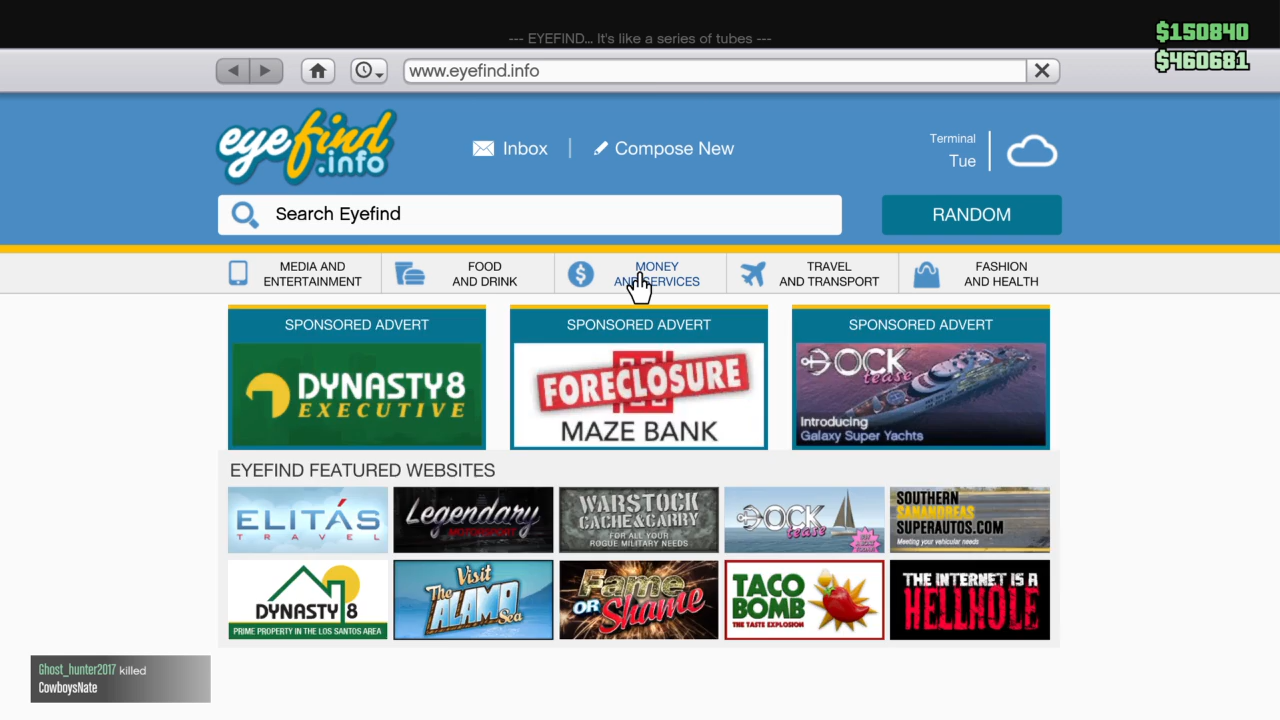 --- EYEFIND... It's like a series of tubes ---
$150840
$460681
www.eyefind.info
eyefind
.info
Inbox
Compose New
Terminal
Tue
Search Eyefind
RANDOM
MEDIA AND
ENTERTAINMENT
FOOD
AND DRINK
MONEY
AND SERVICES
TRAVEL
AND TRANSPORT
FASHION
AND HEALTH
SPONSORED ADVERT
DYNASTY8
EXECUTIVE
SPONSORED ADVERT
FORECLOSURE
MAZE BANK
SPONSORED ADVERT
DOCK
tease
Introducing
Galaxy Super Yachts
EYEFIND FEATURED WEBSITES
ELITÁS
TRAVEL
Legendary
MOTORSPORT
WARSTOCK
CACHE&CARRY
FOR ALL YOUR
ROGUE MILITARY NEEDS
DOCK
tease
SOUTHERN
SANANDREAS
SUPERAUTOS.COM
Meeting your vehicular needs
DYNASTY 8
PRIME PROPERTY IN THE LOS SANTOS AREA
Visit
The
ALAMO
Sea
Fame
OR Shame
TACO
BOMB
THE TASTE EXPLOSION
THE INTERNET IS A
HELLHOLE
Ghost_hunter2017 killed
CowboysNate